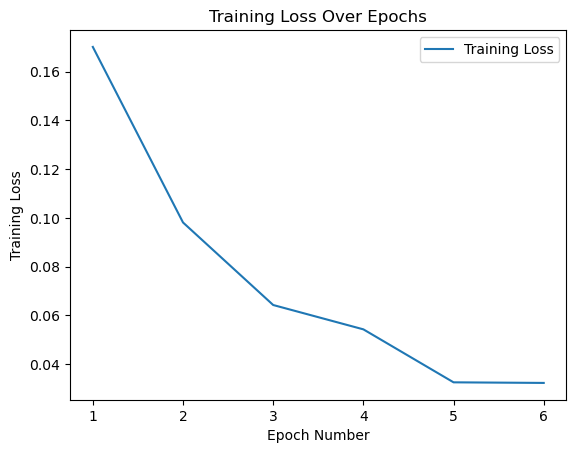 Training Loss Over Epochs
Training Loss
0.16
0.14
0.12
0.10
0.08
0.06
0.04
Training Loss
1 2 3 4 5 6
Epoch Number